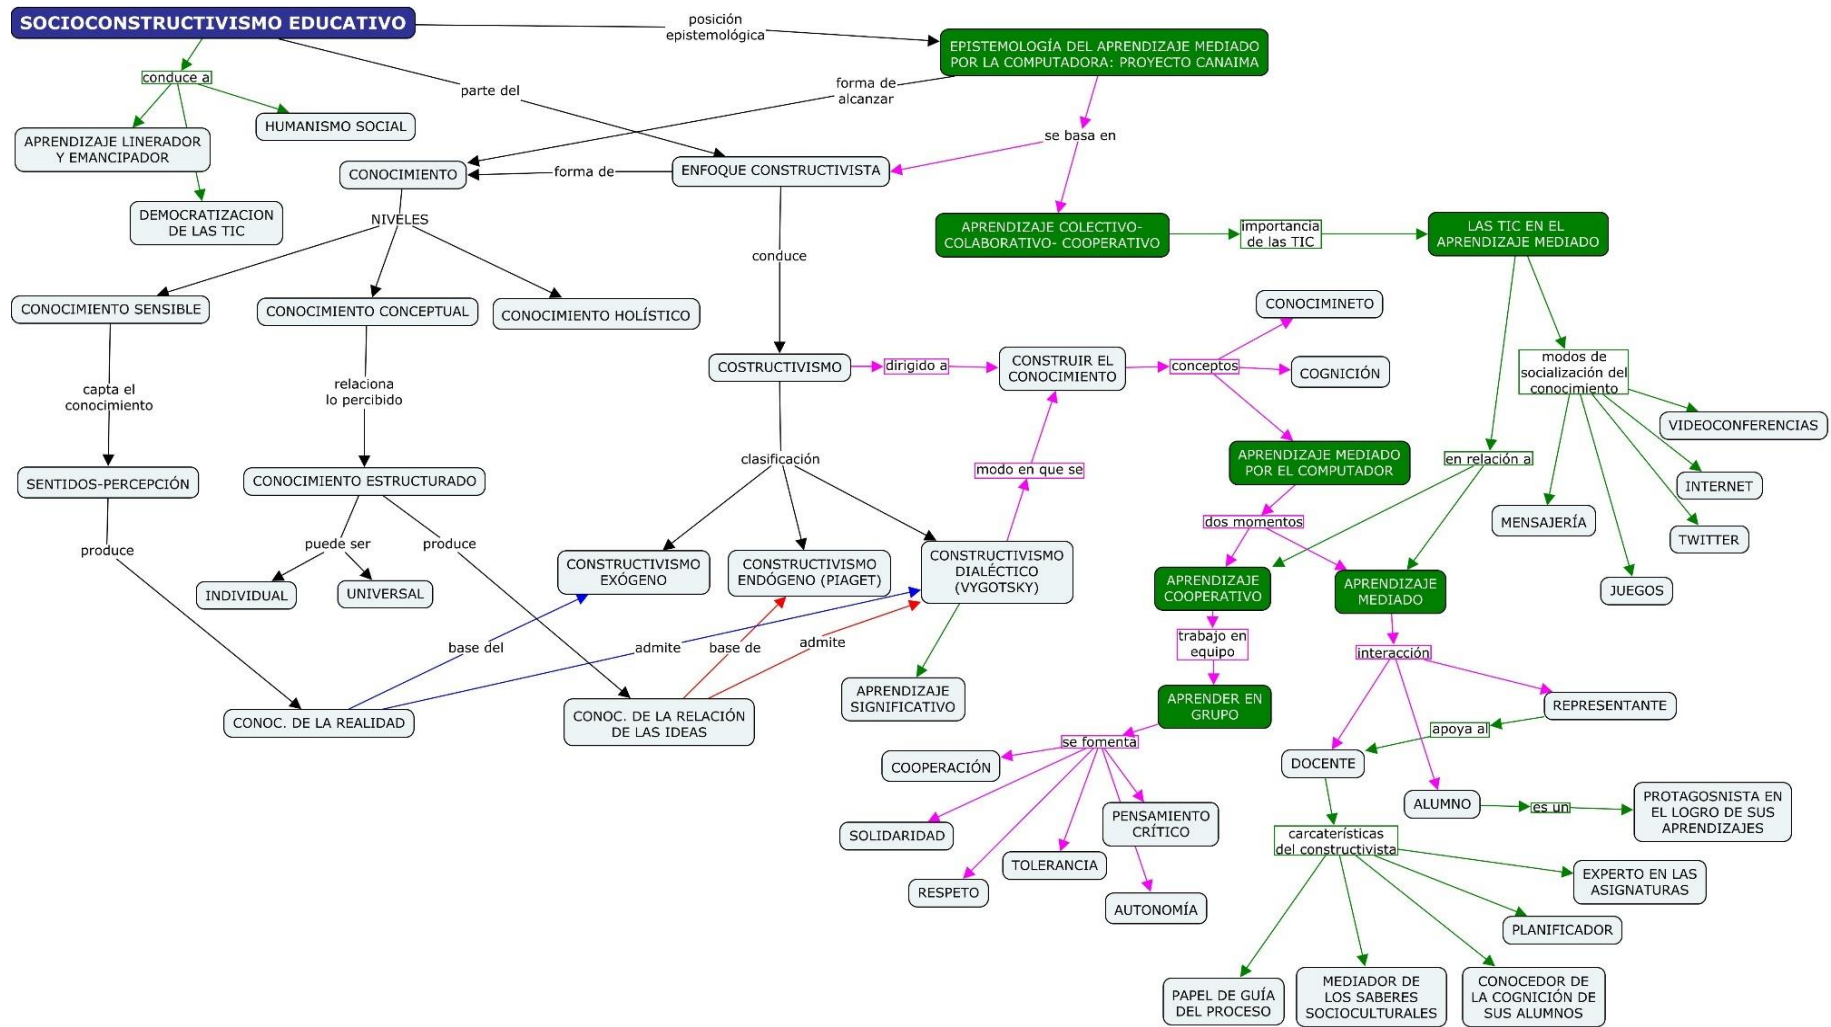 SOCIOCONSTRUCTIVISMO EDUCATIVO
posición
epistemológica
EPISTEMOLOGÍA DEL APRENDIZAJE MEDIADO
POR LA COMPUTADORA: PROYECTO CANAIMA
conduce a
parte del
forma de
alcanzar
HUMANISMO SOCIAL
APRENDIZAJE LINERADOR
Y EMANCIPADOR
se basa en
CONOCIMIENTO
forma de
ENFOQUE CONSTRUCTIVISTA
DEMOCRATIZACION
DE LAS TIC
NIVELES
APRENDIZAJE COLECTIVO-
COLABORATIVO- COOPERATIVO
importancia
de las TIC
LAS TIC EN EL
APRENDIZAJE MEDIADO
conduce
CONOCIMIENTO SENSIBLE
CONOCIMIENTO CONCEPTUAL
CONOCIMIENTO HOLÍSTICO
CONOCIMINETO
COSTRUCTIVISMO
dirigido a
CONSTRUIR EL
CONOCIMIENTO
conceptos
COGNICIÓN
modos de
socialización del
conocimiento
capta el
conocimiento
relaciona
lo percibido
VIDEOCONFERENCIAS
clasificación
modo en que se
APRENDIZAJE MEDIADO
POR EL COMPUTADOR
en relación a
SENTIDOS-PERCEPCIÓN
CONOCIMIENTO ESTRUCTURADO
INTERNET
MENSAJERÍA
dos momentos
TWITTER
produce
puede ser
produce
CONSTRUCTIVISMO
EXÓGENO
CONSTRUCTIVISMO
ENDÓGENO (PIAGET)
CONSTRUCTIVISMO
DIALÉCTICO
(VYGOTSKY)
INDIVIDUAL
UNIVERSAL
APRENDIZAJE
COOPERATIVO
APRENDIZAJE
MEDIADO
JUEGOS
base del
admite
base de
admite
trabajo en
equipo
interacción
APRENDIZAJE
SIGNIFICATIVO
APRENDER EN
GRUPO
REPRESENTANTE
CONOC. DE LA REALIDAD
CONOC. DE LA RELACIÓN
DE LAS IDEAS
apoya al
se fomenta
COOPERACIÓN
DOCENTE
ALUMNO
es un
PROTAGOSNISTA EN
EL LOGRO DE SUS
APRENDIZAJES
SOLIDARIDAD
PENSAMIENTO
CRÍTICO
carcaterísticas
del constructivista
TOLERANCIA
RESPETO
AUTONOMÍA
EXPERTO EN LAS
ASIGNATURAS
PLANIFICADOR
PAPEL DE GUÍA
DEL PROCESO
MEDIADOR DE
LOS SABERES
SOCIOCULTURALES
CONOCEDOR DE
LA COGNICIÓN DE
SUS ALUMNOS